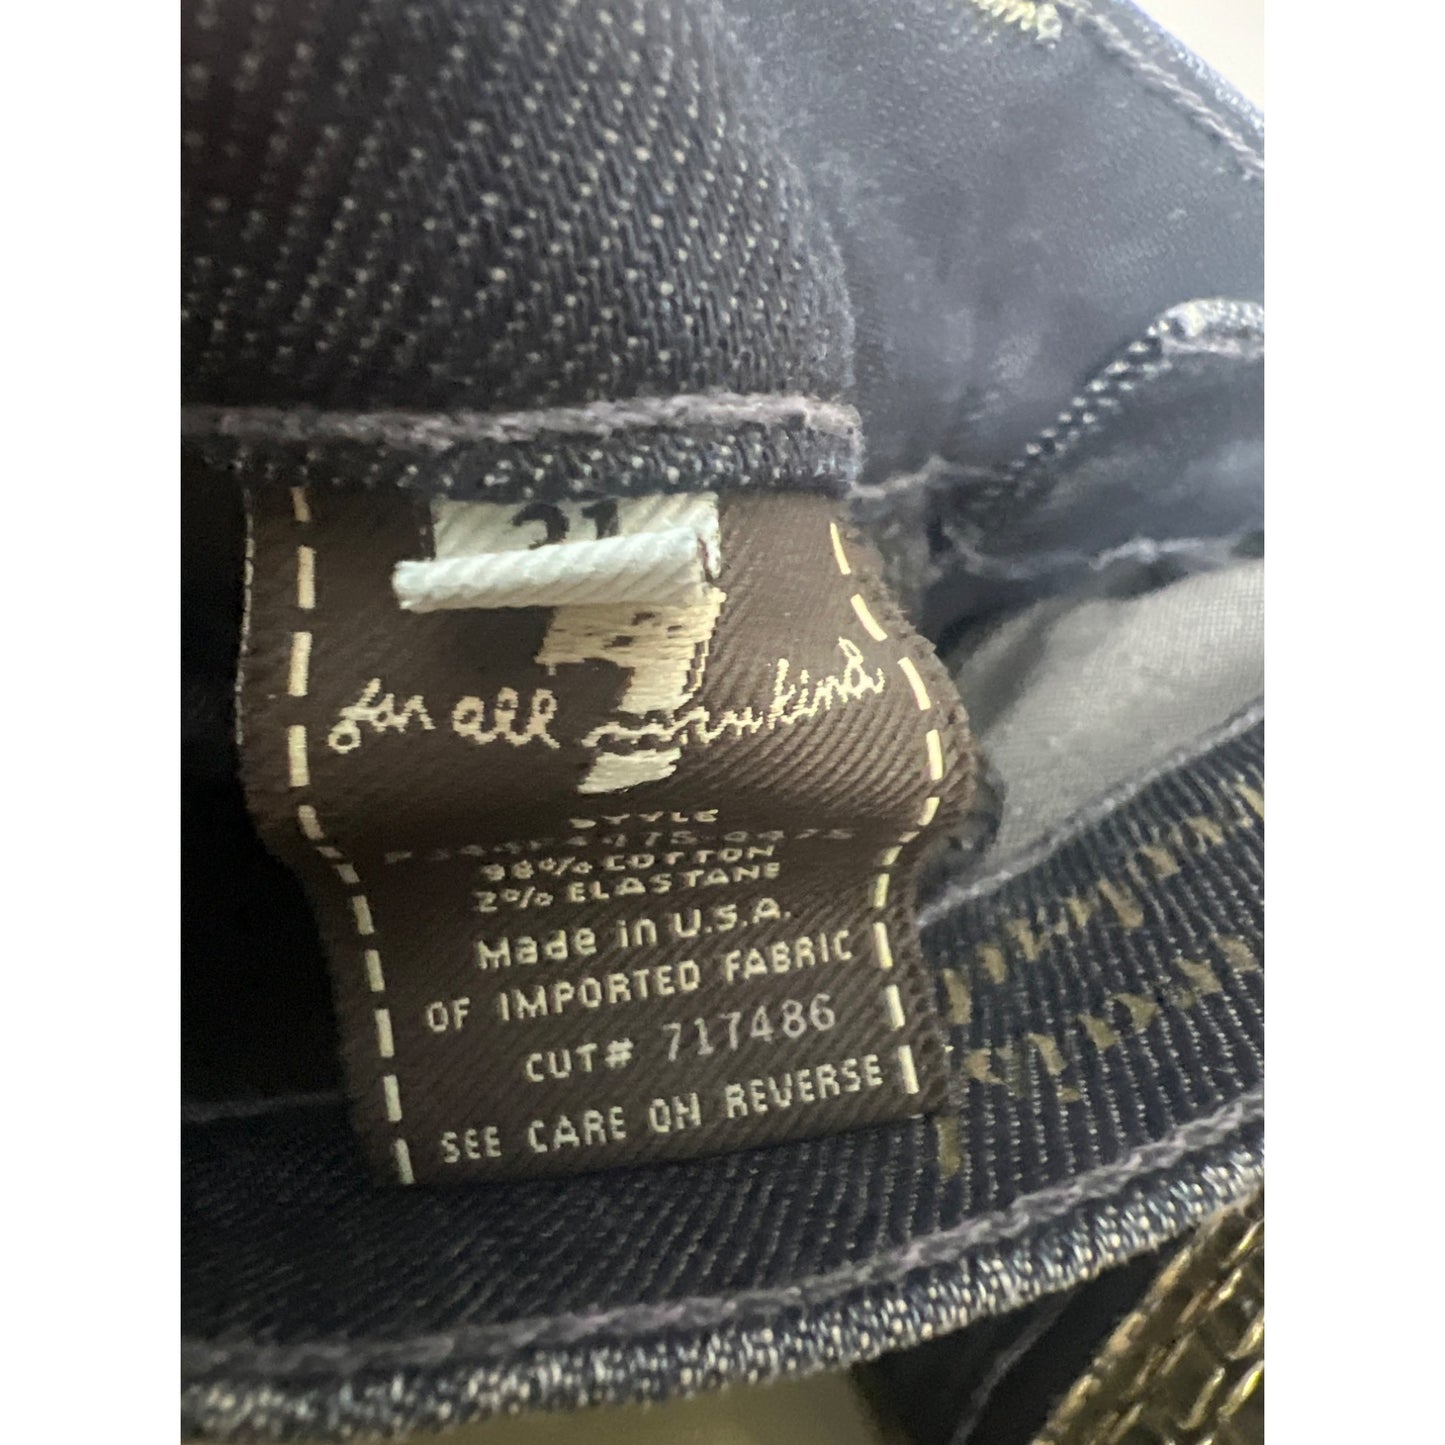 31
7
for all mankind
STYLE
98% COTTON
2% ELASTANE
Made in U.S.A.
OF IMPORTED FABRIC
CUT# 717486
SEE CARE ON REVERSE